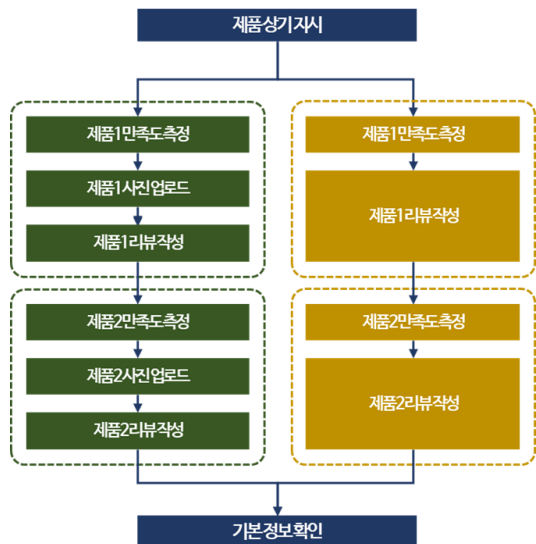 제품 상기 지시
제품1 만족도 측정
제품1 사진 업로드
제품1 리뷰 작성
제품2 만족도 측정
제품2 사진 업로드
제품2 리뷰 작성
제품1 만족도 측정
제품1 리뷰 작성
제품2 만족도 측정
제품2 리뷰 작성
기본 정보 확인